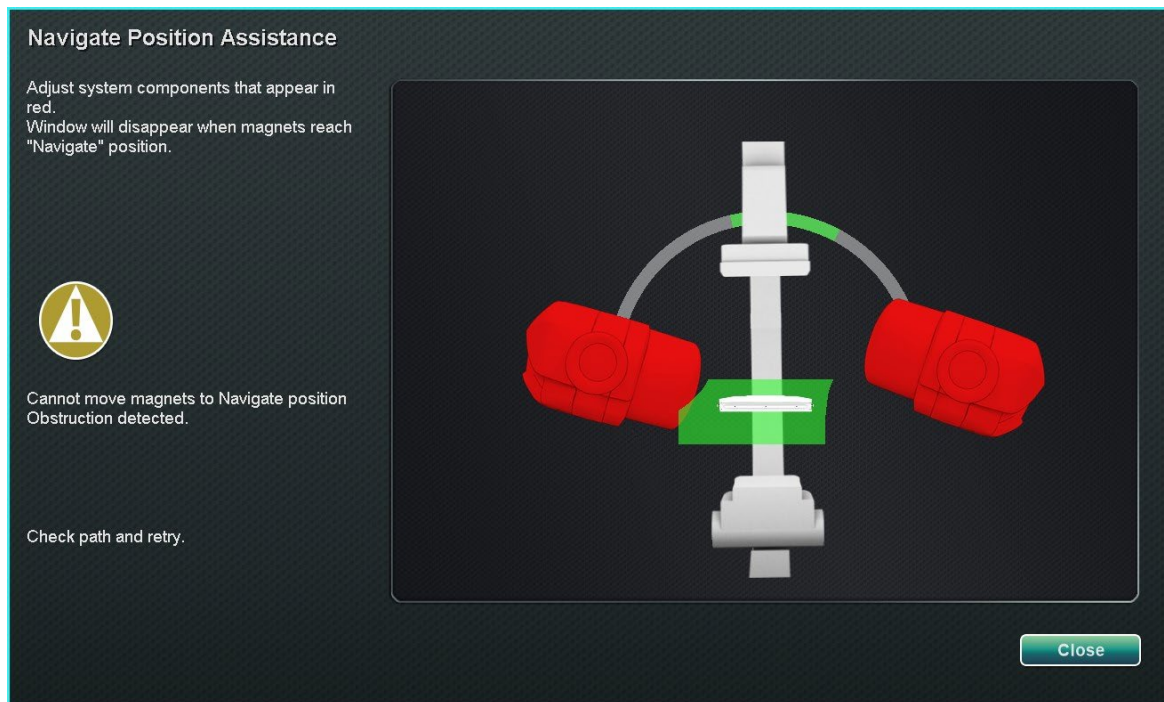 Navigate Position Assistance
Adjust system components that appear in
red.
Window will disappear when magnets reach
"Navigate" position.
Cannot move magnets to Navigate position
Obstruction detected.
Check path and retry.
Close